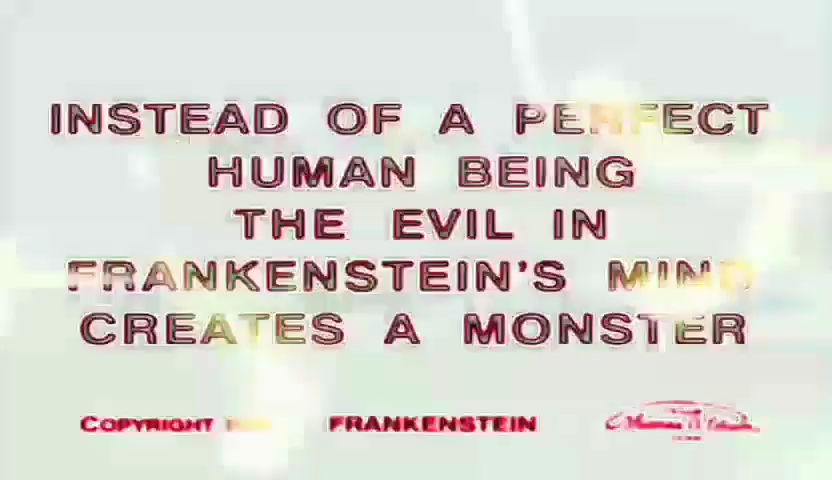 INSTEAD OF A PERFECT
HUMAN BEING
THE EVIL IN
FRANKENSTEIN'S MIND
CREATES A MONSTER
COPYRIGHT FRANKENSTEIN